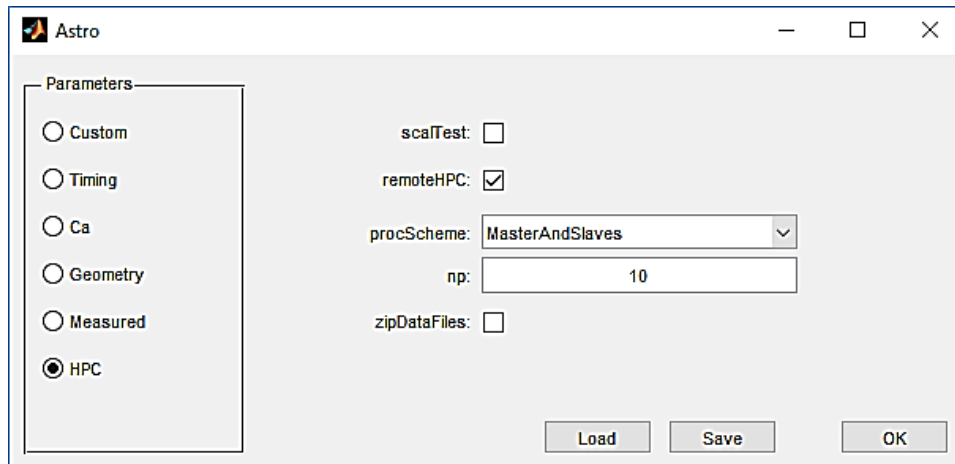 Astro
Parameters
Custom
Timing
Ca
Geometry
Measured
HPC
scalTest:
remoteHPC:
procScheme: MasterAndSlaves
np: 10
zipDataFiles:
Load Save OK